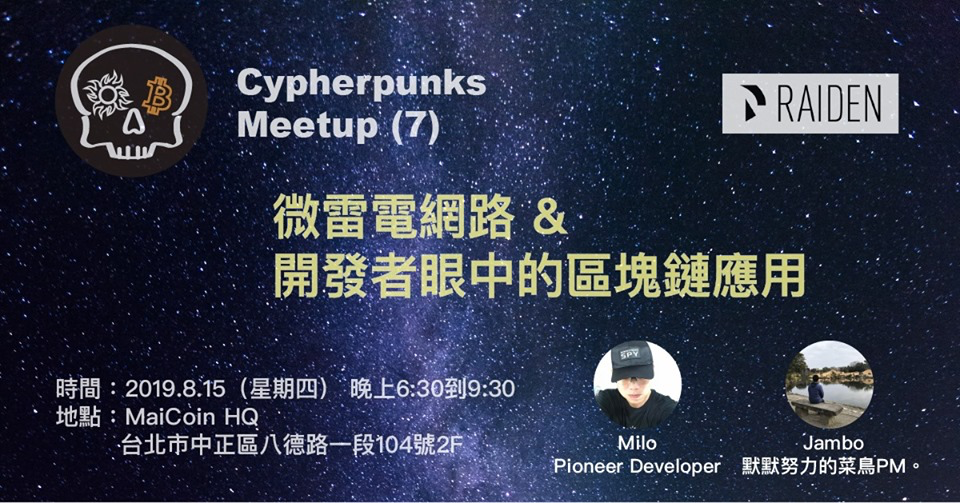 Cypherpunks
Meetup (7)
RAIDEN
微雷電網路 &
開發者眼中的區塊鏈應用
時間：2019.8.15（星期四） 晚上6:30到9:30
地點：MaiCoin HQ
台北市中正區八德路一段104號2F
SPY
Milo
Pioneer Developer
Jambo
默默努力的菜鳥PM。